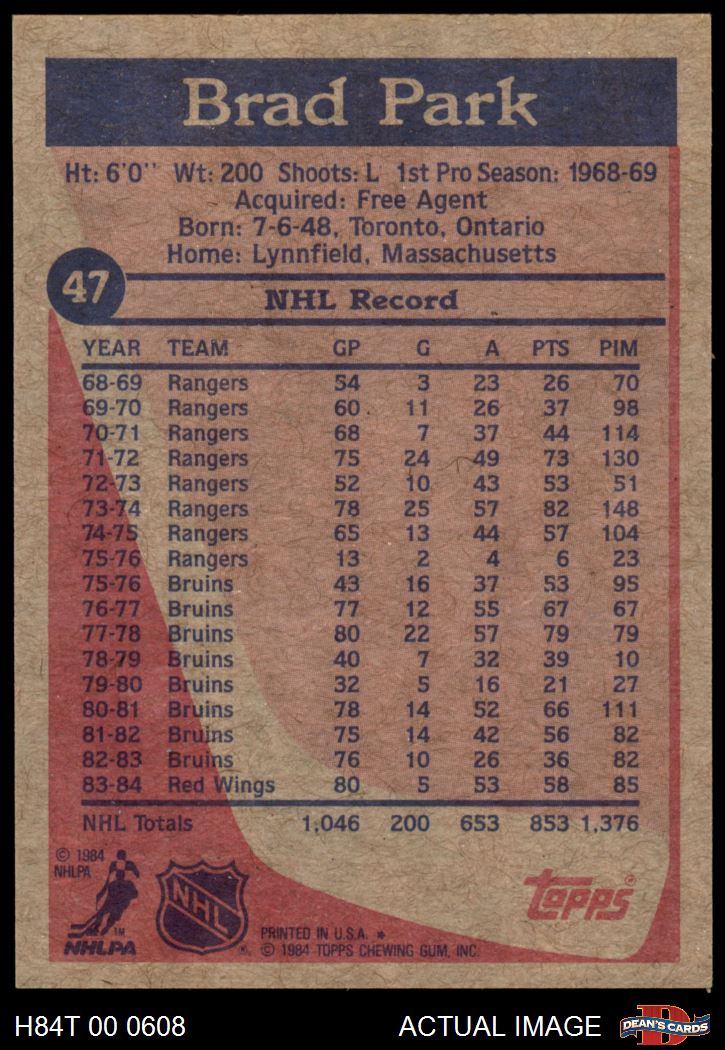 Brad Park
Ht: 6'0" Wt: 200 Shoots: L 1st Pro Season: 1968-69
Acquired: Free Agent
Born: 7-6-48, Toronto, Ontario
Home: Lynnfield, Massachusetts
47
NHL Record
YEAR TEAM GP G A PTS PIM
68-69 Rangers 54 3 23 26 70
69-70 Rangers 60 11 26 37 98
70-71 Rangers 68 7 37 44 114
71-72 Rangers 75 24 49 73 130
72-73 Rangers 52 10 43 53 51
73-74 Rangers 78 25 57 82 148
74-75 Rangers 65 13 44 57 104
75-76 Rangers 13 2 4 6 23
75-76 Bruins 43 16 37 53 95
76-77 Bruins 77 12 55 67 67
77-78 Bruins 80 22 57 79 79
78-79 Bruins 40 7 32 39 10
79-80 Bruins 32 5 16 21 27
80-81 Bruins 78 14 52 66 111
81-82 Bruins 75 14 42 56 82
82-83 Bruins 76 10 26 36 82
83-84 Red Wings 80 5 53 58 85
NHL Totals 1,046 200 653 853 1,376
© 1984
NHLPA
TM
NHLPA
NHL
®
topps®
PRINTED IN U.S.A. *
© 1984 TOPPS CHEWING GUM, INC.
H84T 00 0608 ACTUAL IMAGE
D
DEAN'S CARDS